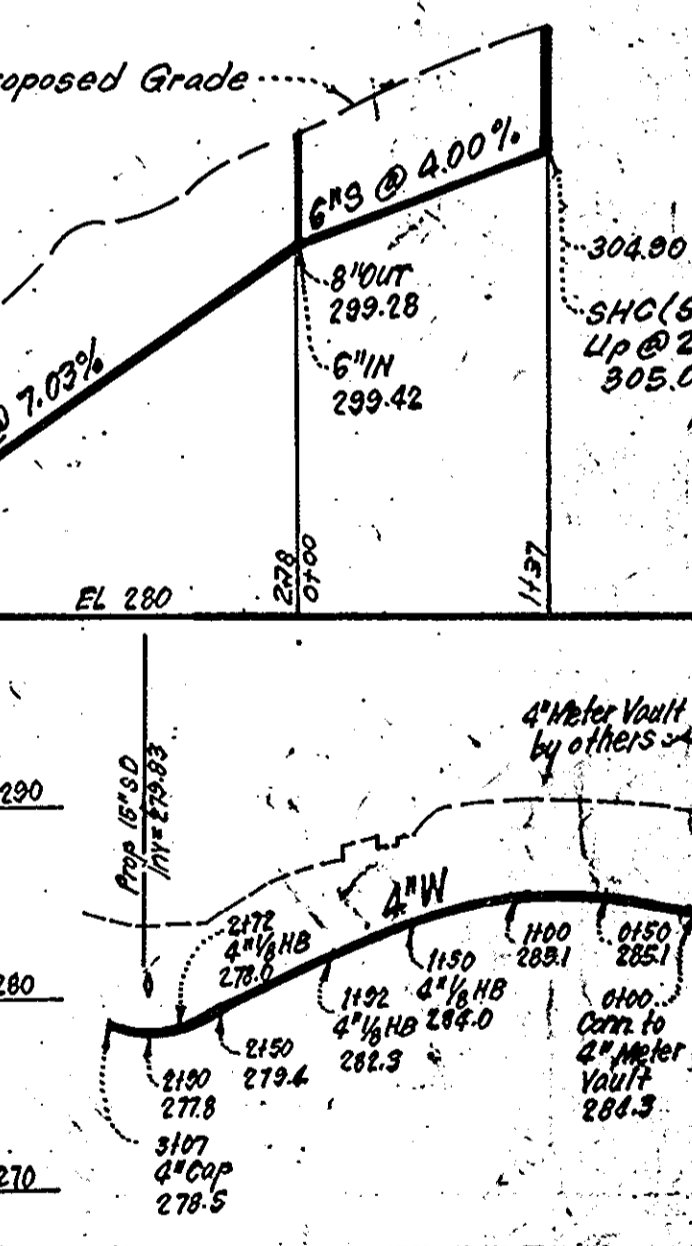 roposed Grade
6"S @ 4.00%
304.90
8"OUT
299.28
SHC(S
Up @ 2
305.0
6"IN
299.42
@ 7.03%
2+78
0+00
1+37
EL 280
4" Meter Vault
by others
290
Prop 15" SD
Inv = 279.83
4"W
2+72
4" 1/8 HB
278.0
1+00
285.1
0+50
285.1
280
1+50
4" 1/8 HB
284.0
1+92
4" 1/8 HB
282.3
0+00
Conn. to
4" Meter
Vault
284.3
2+50
279.4
2+90
277.8
3+07
4" Cap
278.5
270